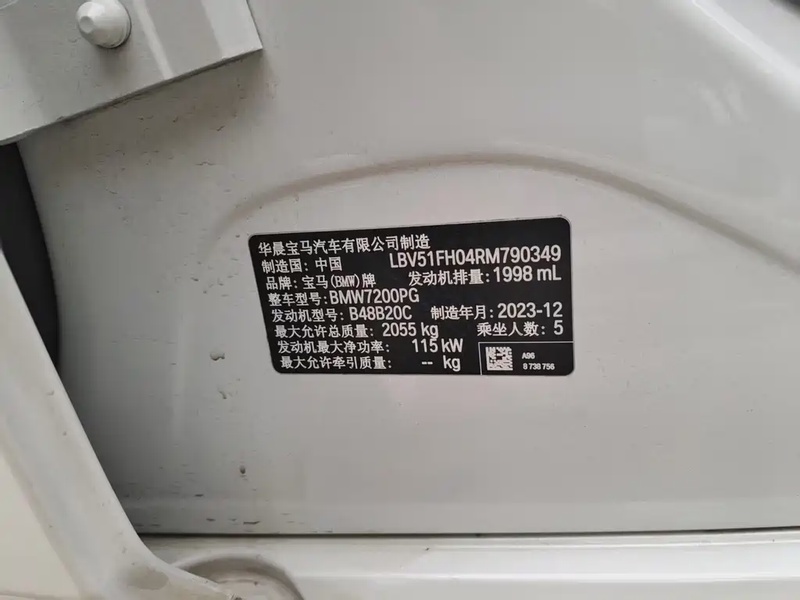 华晨宝马汽车有限公司制造
制造国: 中国 LBV51FH04RM790349
品牌: 宝马(BMW)牌 发动机排量: 1998 mL
整车型号: BMW7200PG
发动机型号: B48B20C 制造年月: 2023-12
最大允许总质量: 2055 kg 乘坐人数: 5
发动机最大净功率: 115 kW
最大允许牵引质量: -- kg
A96
8 738 756